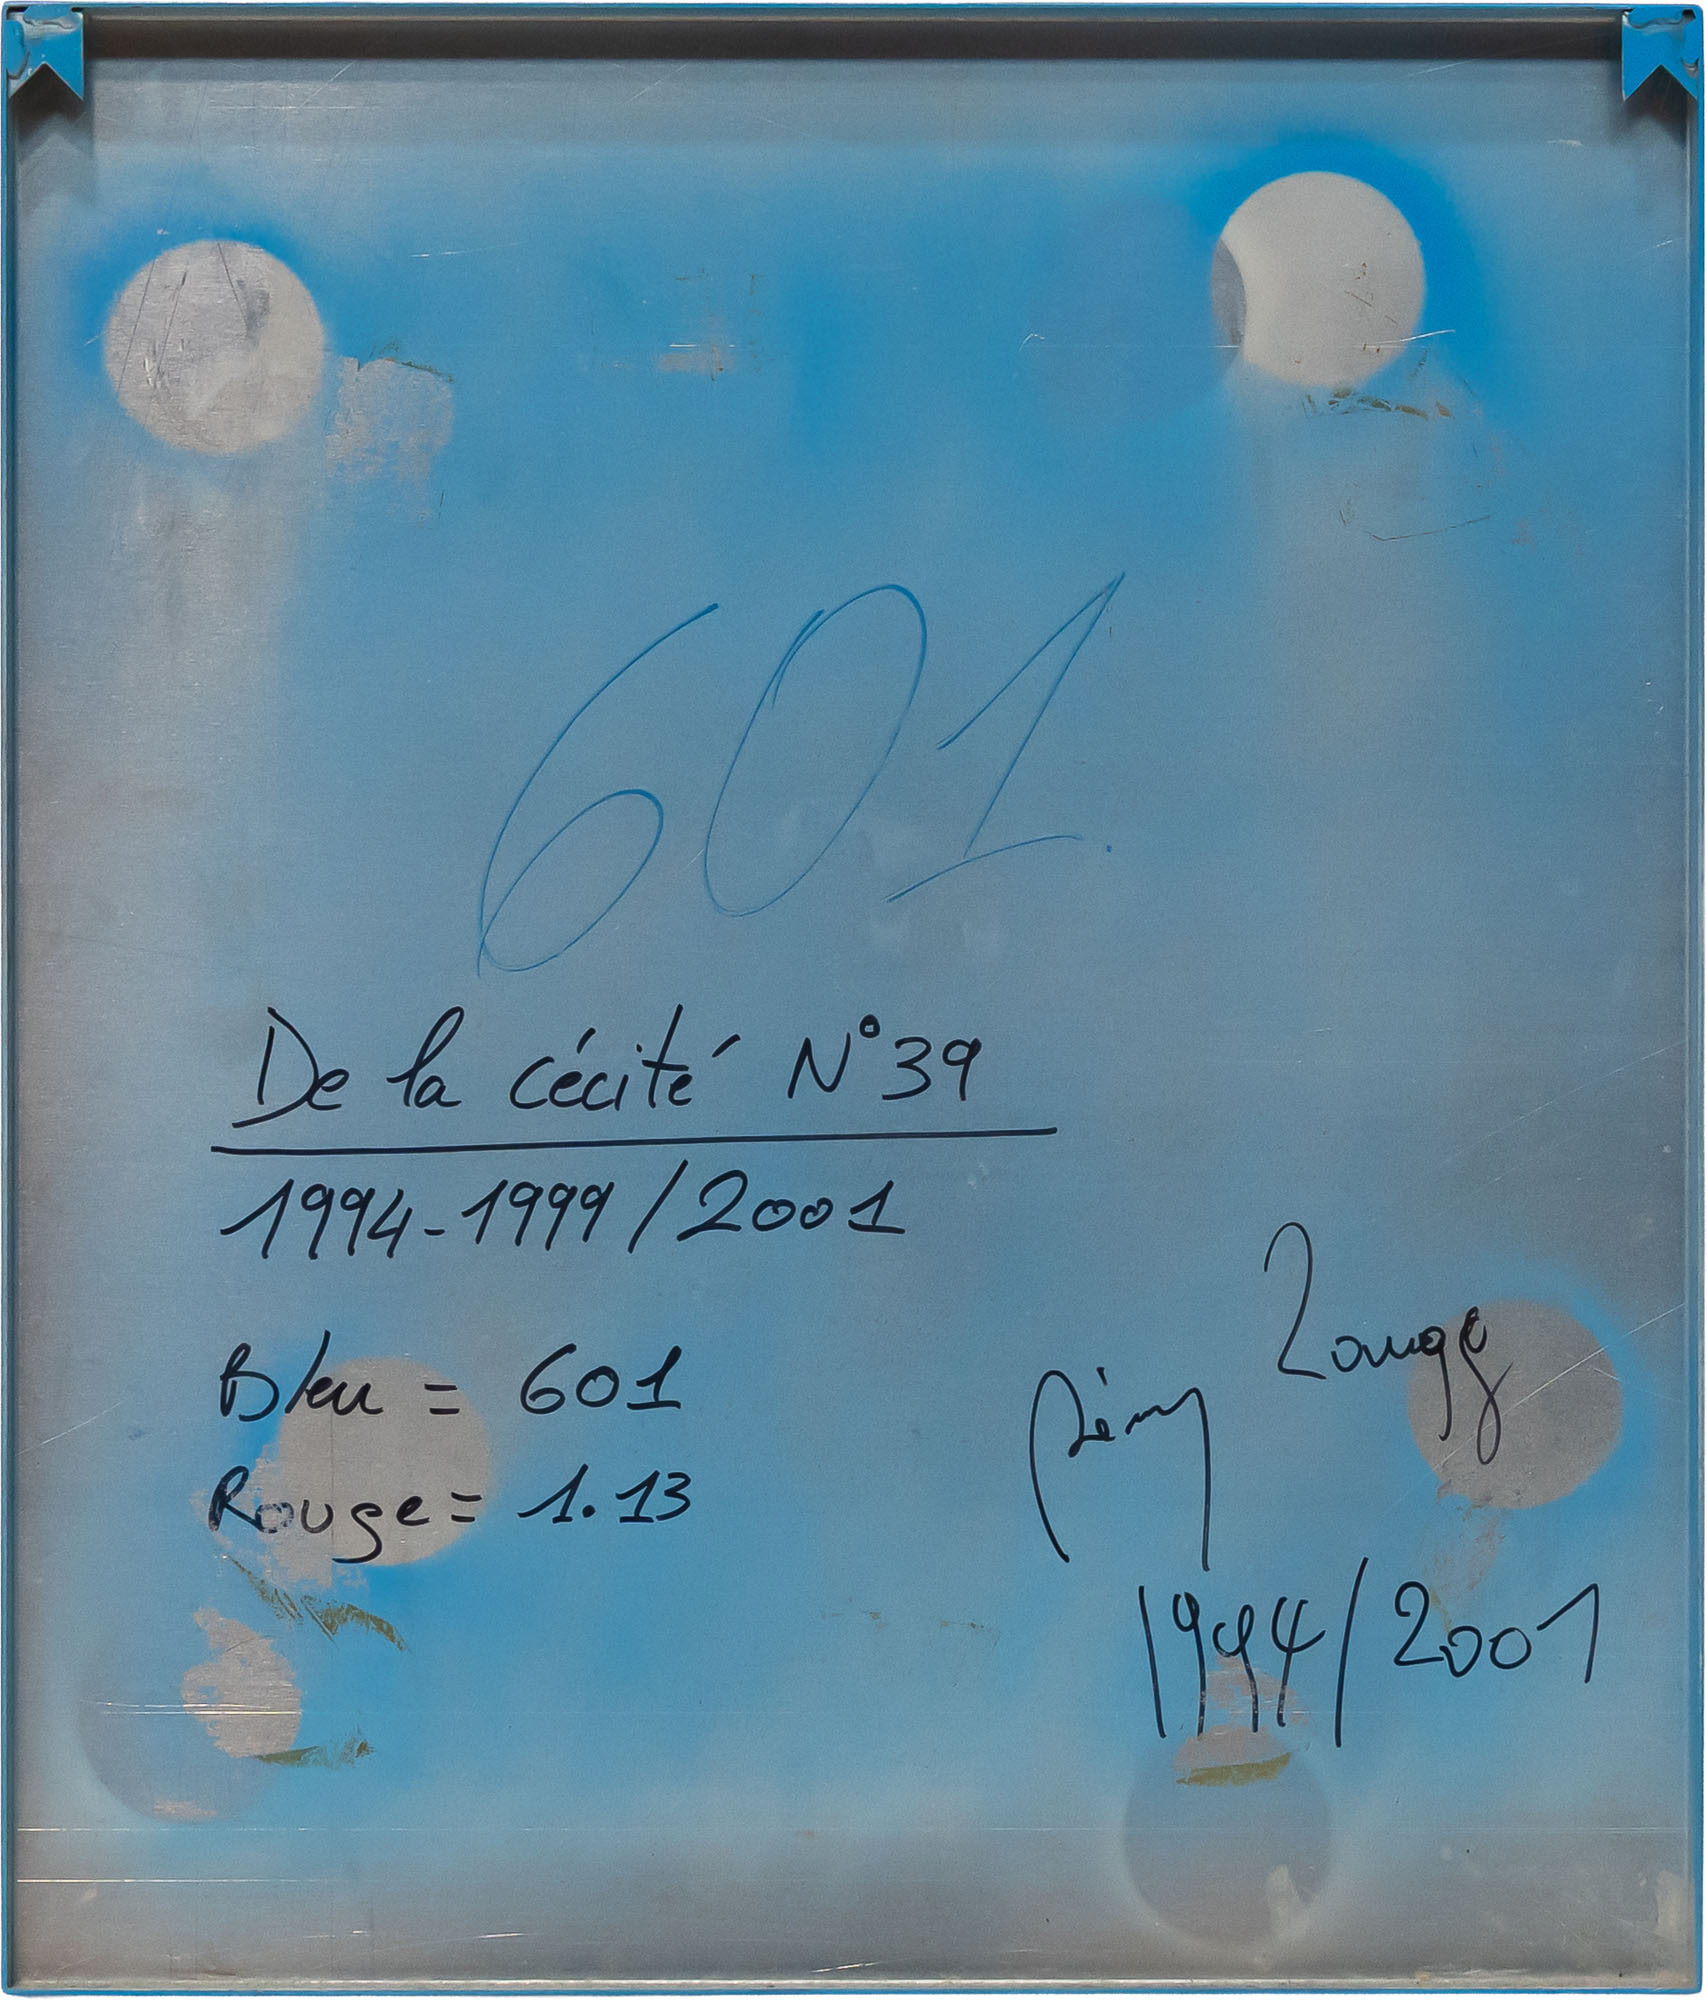 601.
De la cécité N°39
1994-1999/2001
Bleu = 601
Rouge = 1.13
Rémy Zaugg
1994/2001